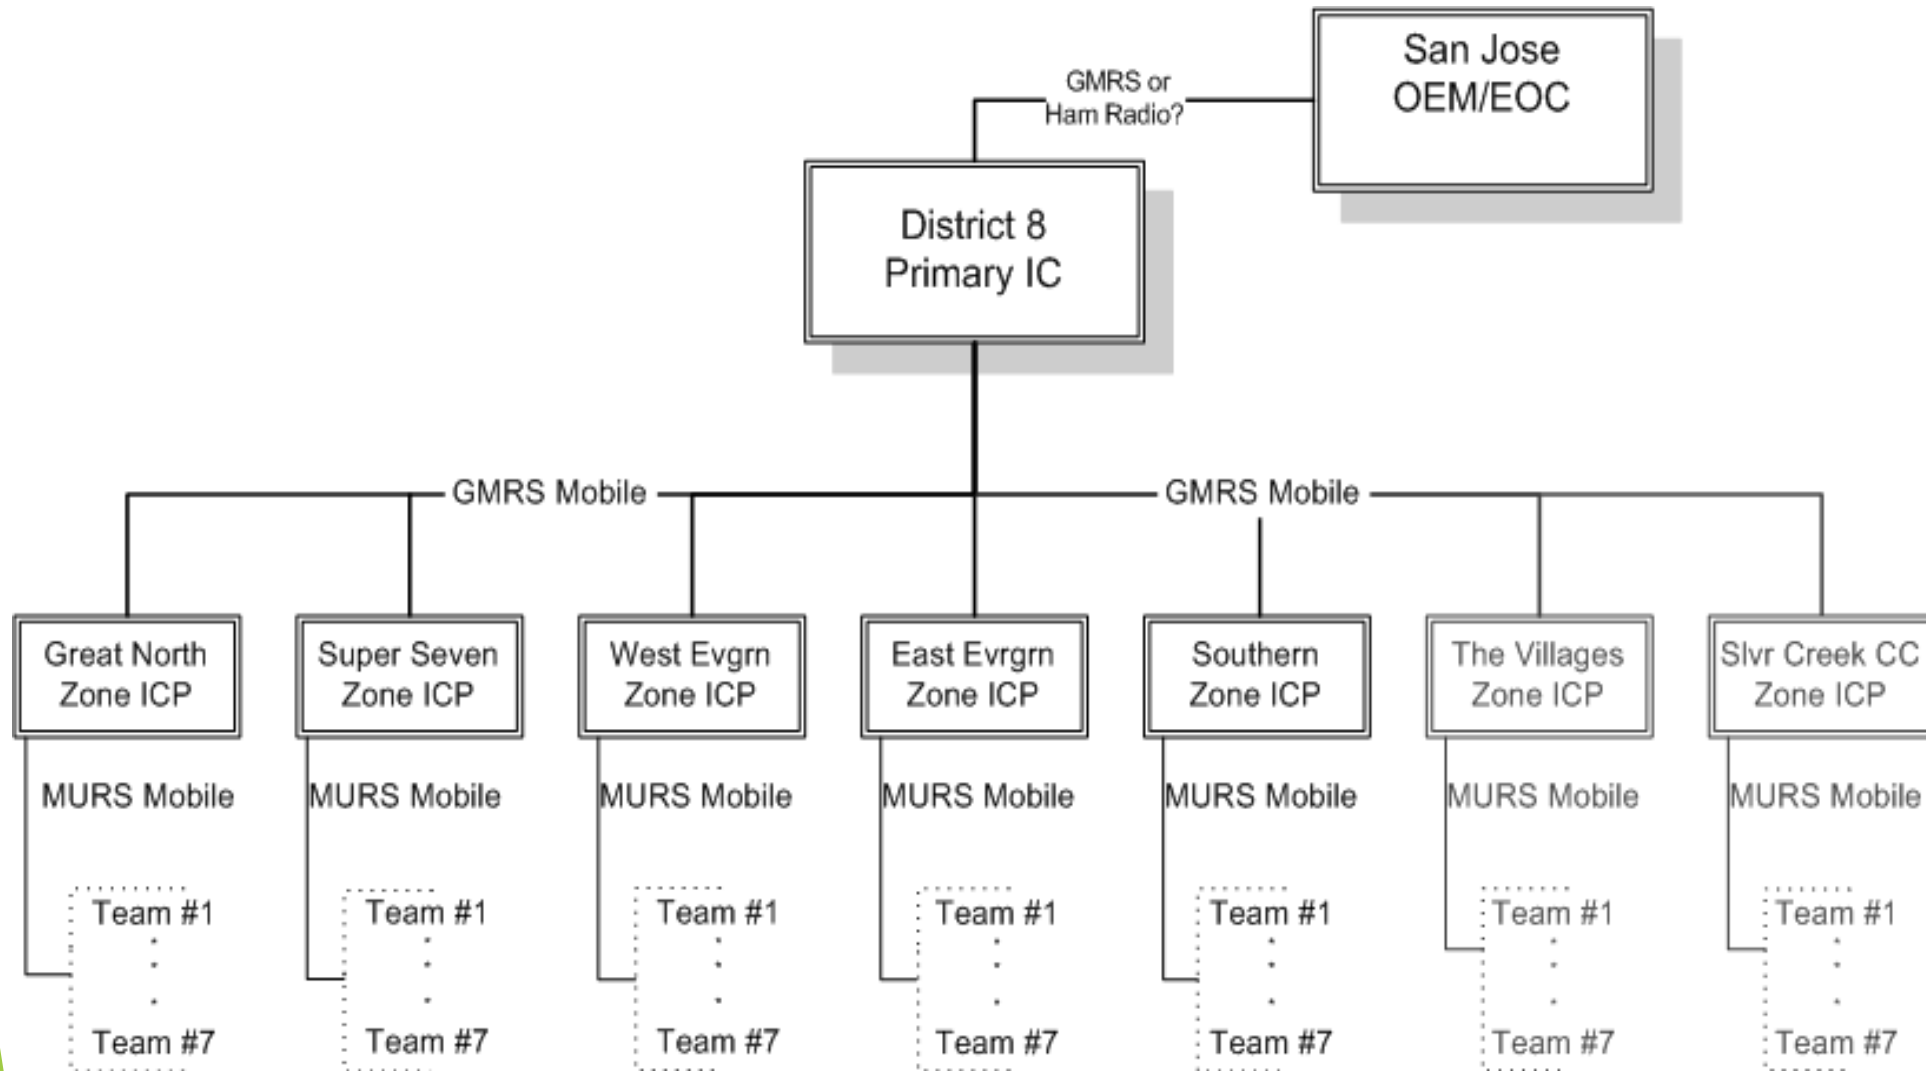 San Jose
OEM/EOC
GMRS or
Ham Radio?
District 8
Primary IC
GMRS Mobile
GMRS Mobile
Great North
Zone ICP
Super Seven
Zone ICP
West Evgrn
Zone ICP
East Evrgrn
Zone ICP
Southern
Zone ICP
The Villages
Zone ICP
Slvr Creek CC
Zone ICP
MURS Mobile
MURS Mobile
MURS Mobile
MURS Mobile
MURS Mobile
MURS Mobile
MURS Mobile
Team #1
Team #7
Team #1
Team #7
Team #1
Team #7
Team #1
Team #7
Team #1
Team #7
Team #1
Team #7
Team #1
Team #7